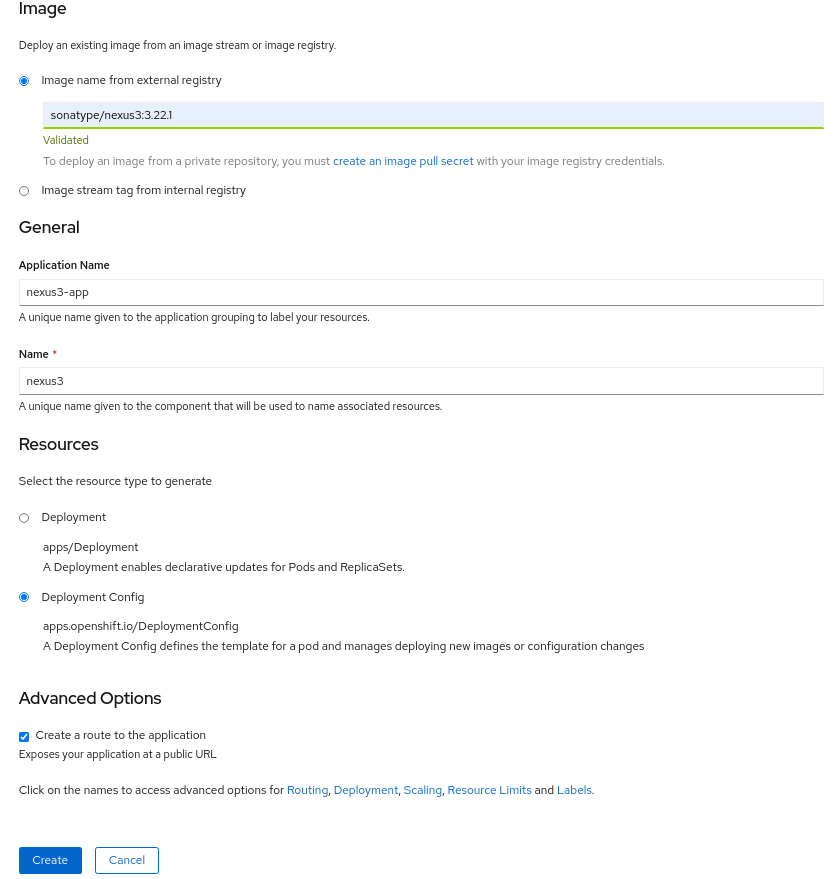 Image
Deploy an existing image from an image stream or image registry.
Image name from external registry
sonatype/nexus3:3.22.1
Validated
To deploy an image from a private repository, you must create an image pull secret with your image registry credentials.
Image stream tag from internal registry
General
Application Name
nexus3-app
A unique name given to the application grouping to label your resources.
Name *
nexus3
A unique name given to the component that will be used to name associated resources.
Resources
Select the resource type to generate
Deployment
apps/Deployment
A Deployment enables declarative updates for Pods and ReplicaSets.
Deployment Config
apps.openshift.io/DeploymentConfig
A Deployment Config defines the template for a pod and manages deploying new images or configuration changes
Advanced Options
Create a route to the application
Exposes your application at a public URL
Click on the names to access advanced options for Routing, Deployment, Scaling, Resource Limits and Labels.
Create Cancel